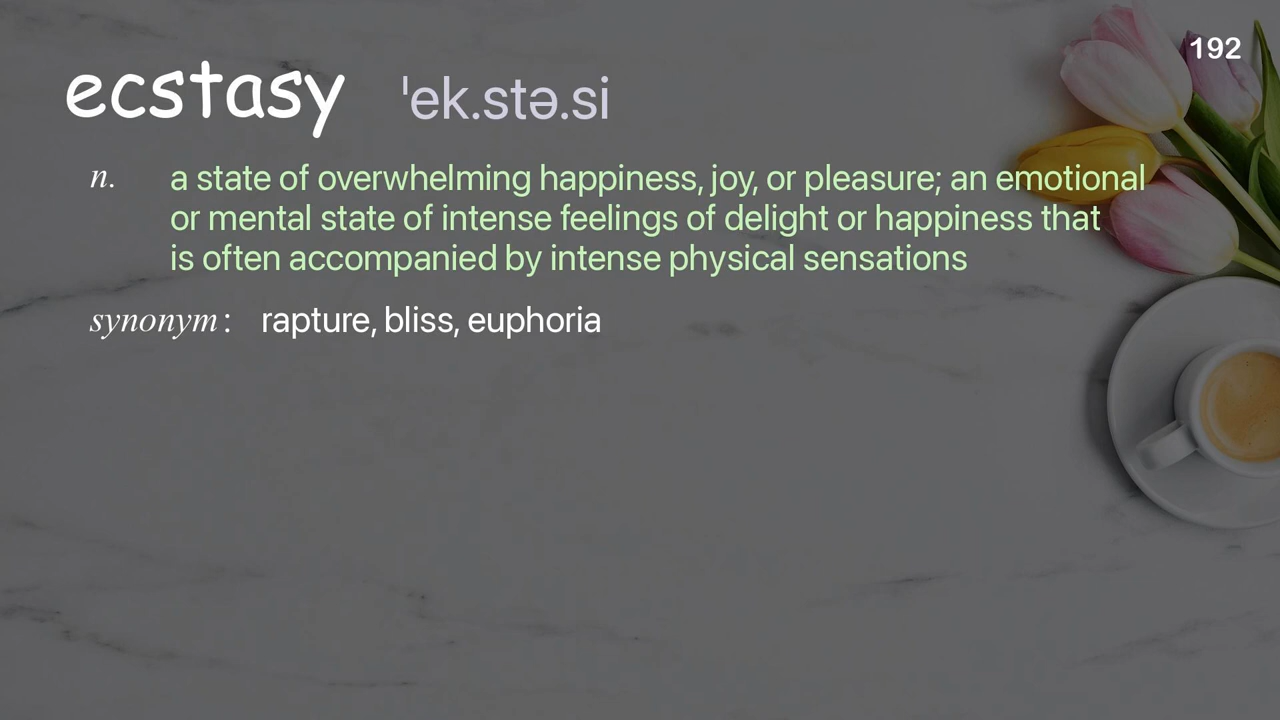 192
ecstasy ˈek.stə.si
n. a state of overwhelming happiness, joy, or pleasure; an emotional
or mental state of intense feelings of delight or happiness that
is often accompanied by intense physical sensations
synonym: rapture, bliss, euphoria